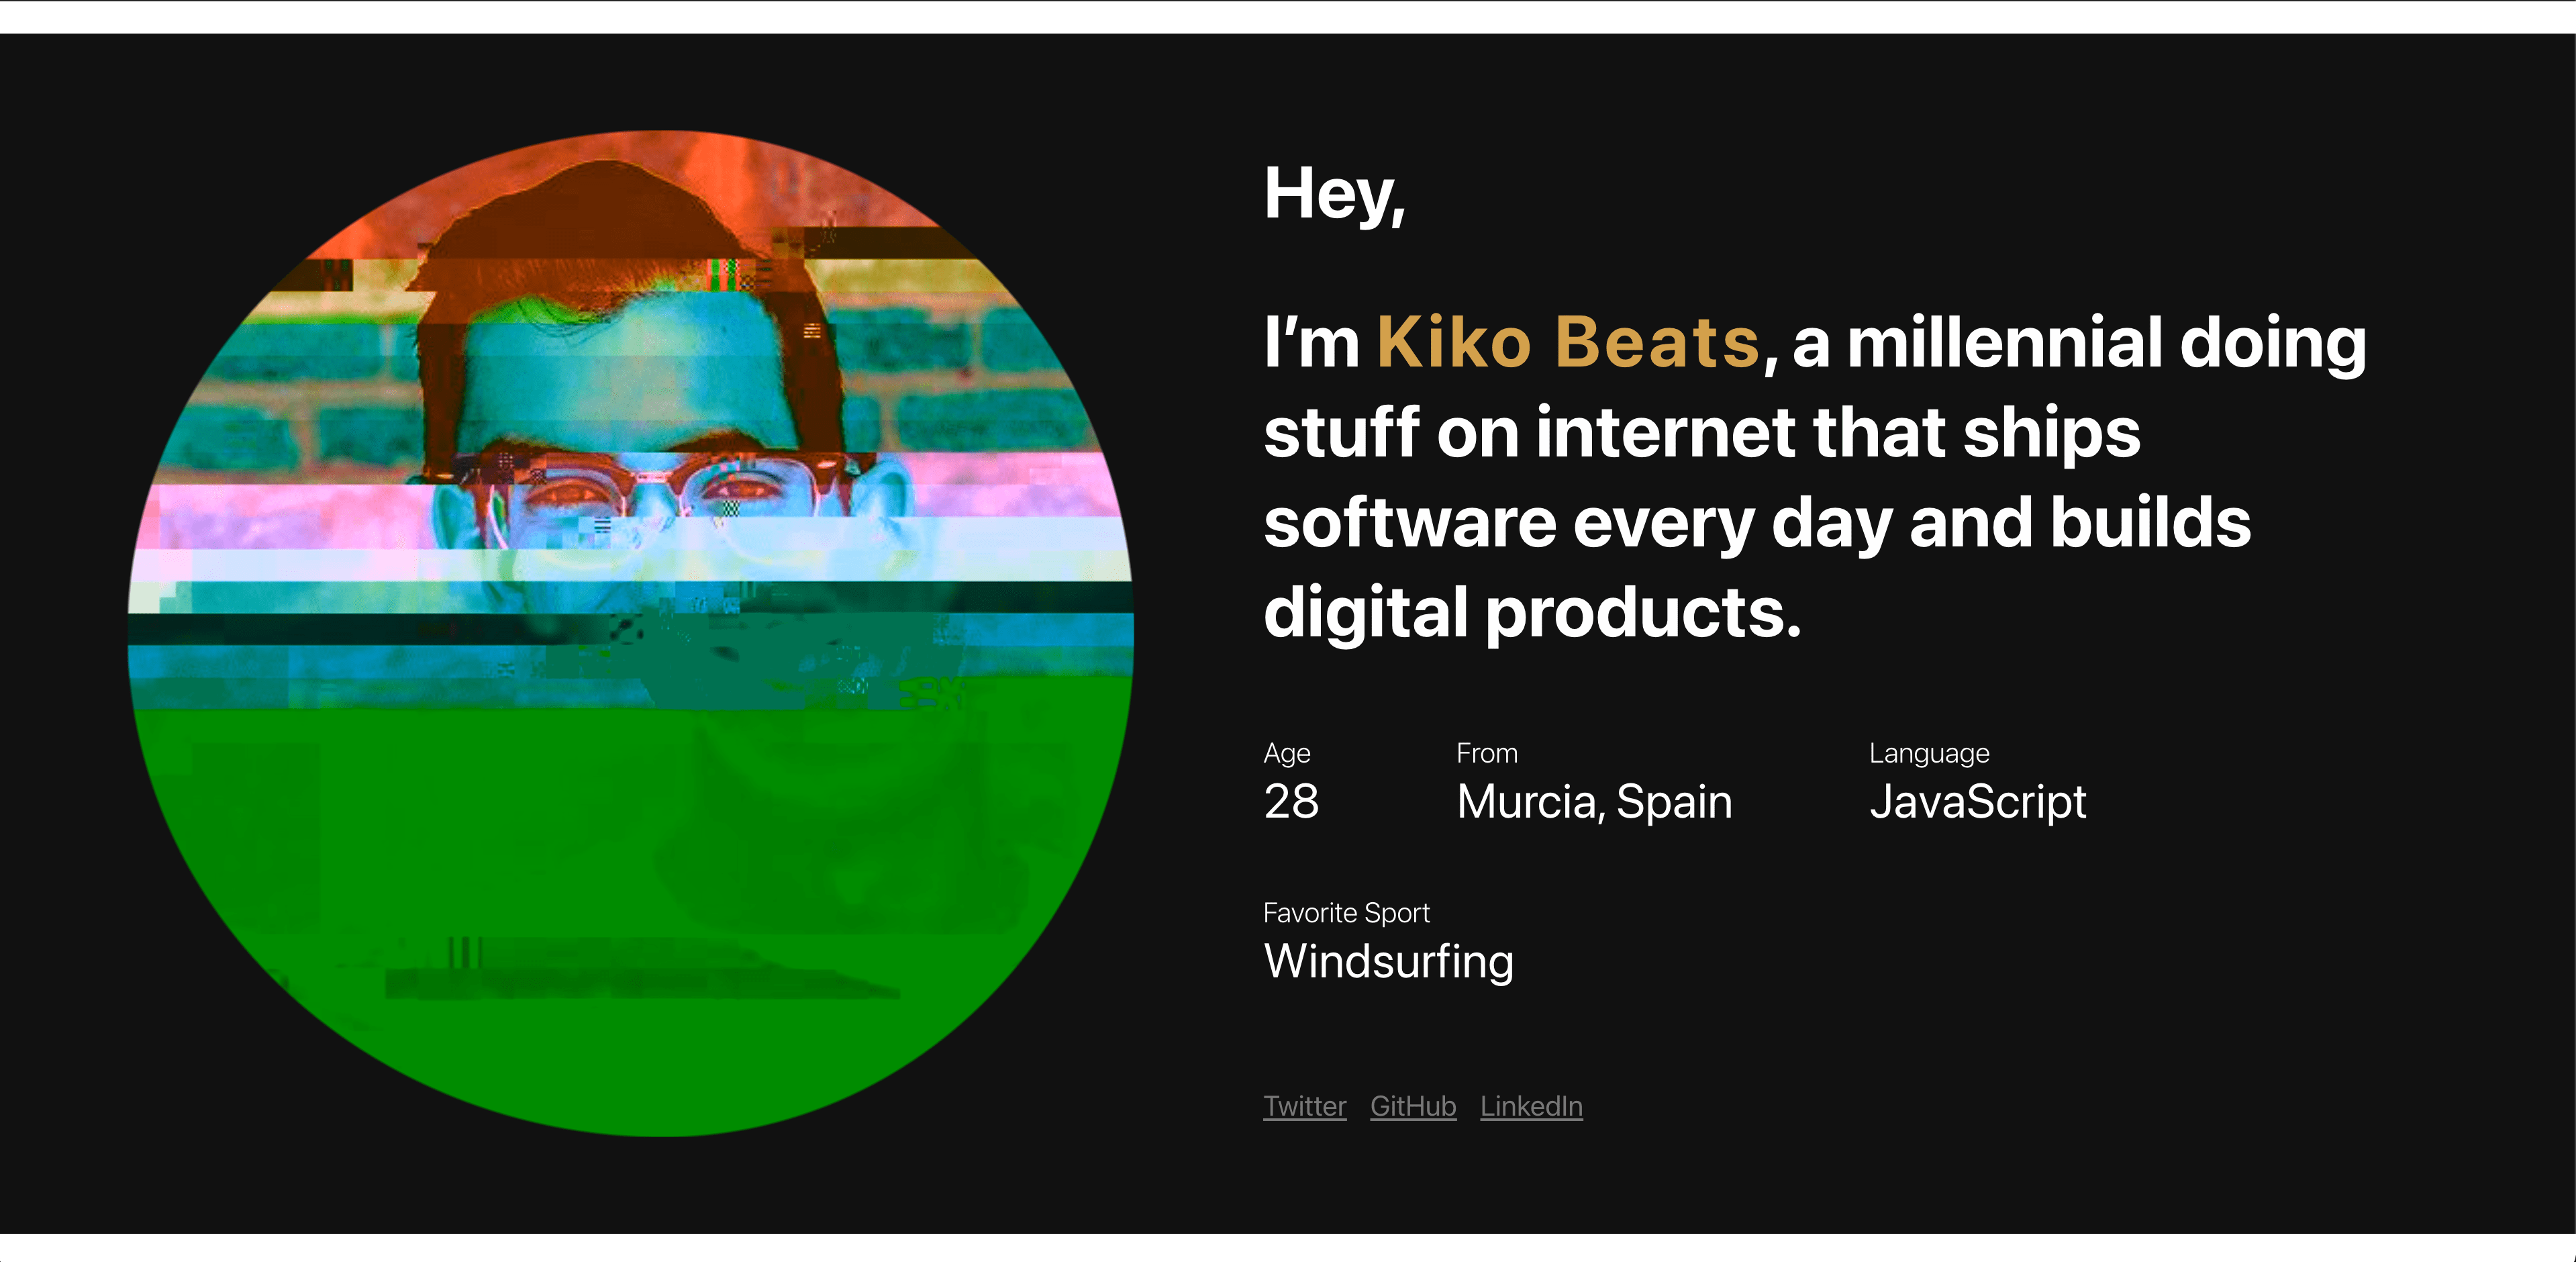 Hey,
I’m Kiko Beats, a millennial doing
stuff on internet that ships
software every day and builds
digital products.
Age
28
From
Murcia, Spain
Language
JavaScript
Favorite Sport
Windsurfing
Twitter GitHub LinkedIn